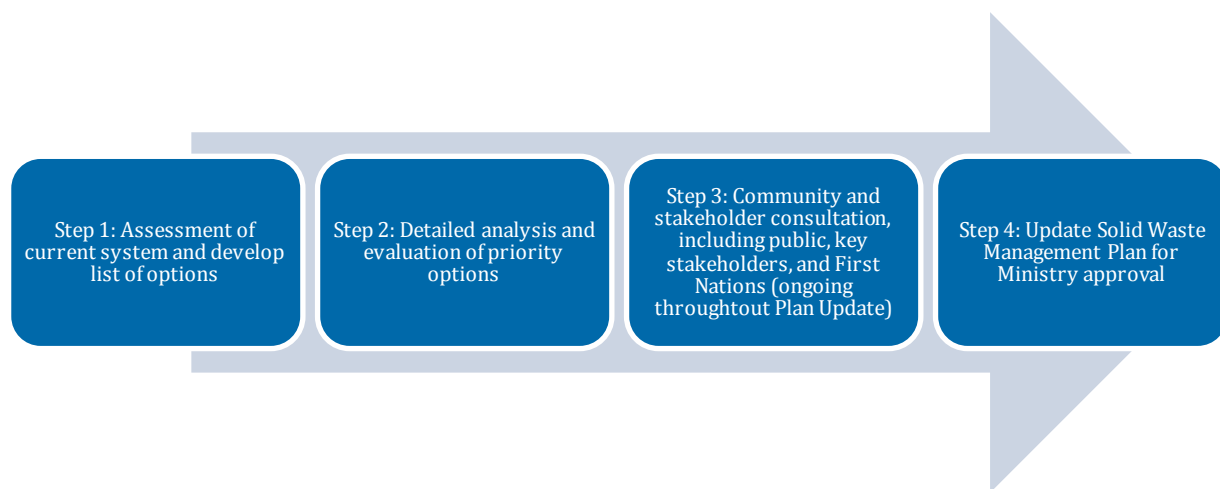 Step 1: Assessment of
current system and develop
list of options
Step 2: Detailed analysis and
evaluation of priority
options
Step 3: Community and
stakeholder consultation,
including public, key
stakeholders, and First
Nations (ongoing
throughtout Plan Update)
Step 4: Update Solid Waste
Management Plan for
Ministry approval